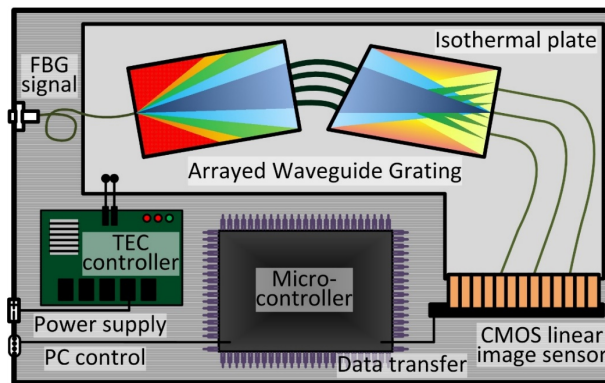 FBG
signal
Isothermal plate
Arrayed Waveguide Grating
TEC
controller
Micro-
controller
Power supply
PC control
Data transfer
CMOS linear
image sensor